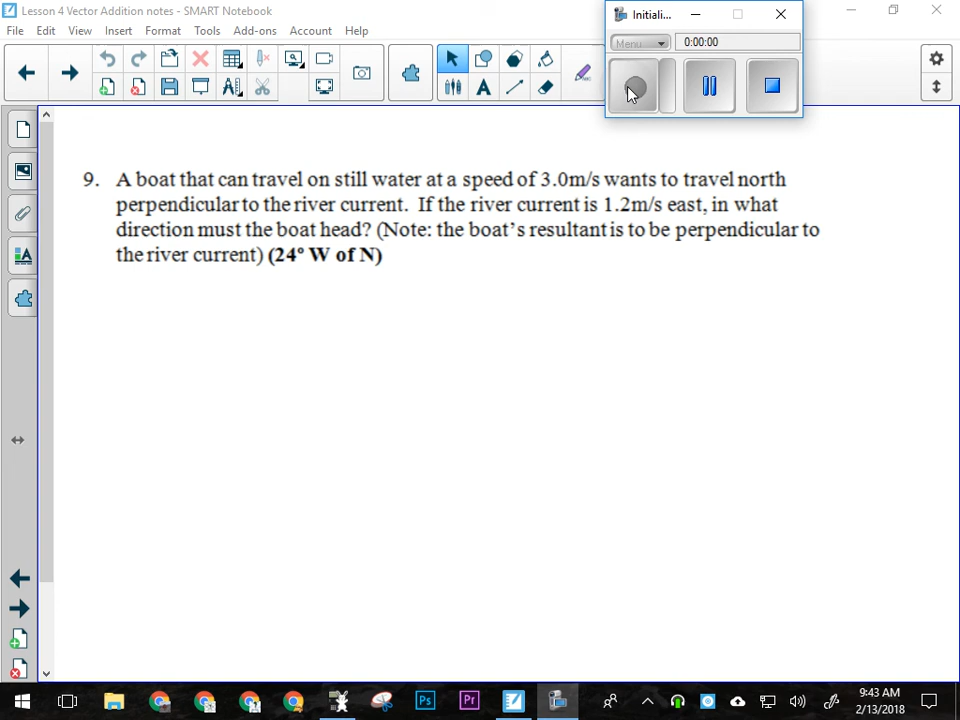 Lesson 4 Vector Addition notes - SMART Notebook
Initiali...
File Edit View Insert Format Tools Add-ons Account Help
Menu 0:00:00
9. A boat that can travel on still water at a speed of 3.0m/s wants to travel north
perpendicular to the river current. If the river current is 1.2m/s east, in what
direction must the boat head? (Note: the boat's resultant is to be perpendicular to
the river current) (24º W of N)
Ps Pr
9:43 AM
2/13/2018